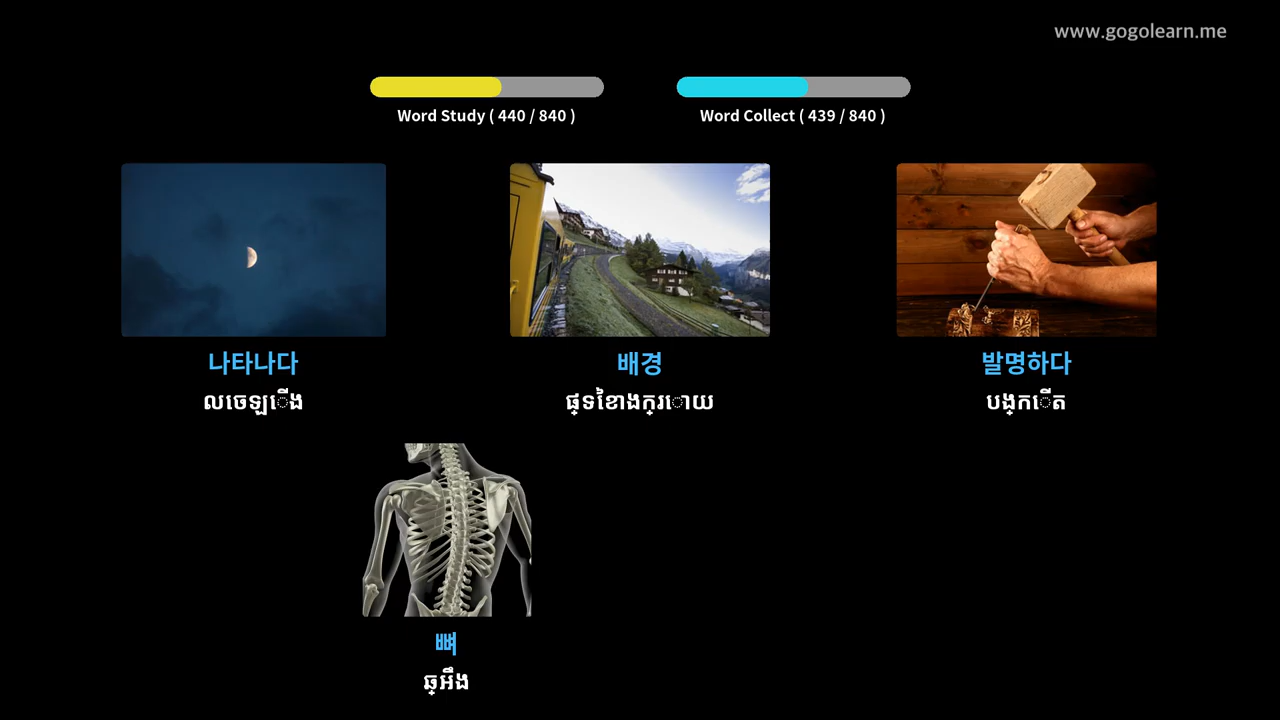 www.gogolearn.me
Word Study ( 440 / 840 )
Word Collect ( 439 / 840 )
나타나다
លេចឡើង
배경
ផ្ទៃខាងក្រោយ
발명하다
បង្កើត
뼈
ឆ្អឹង